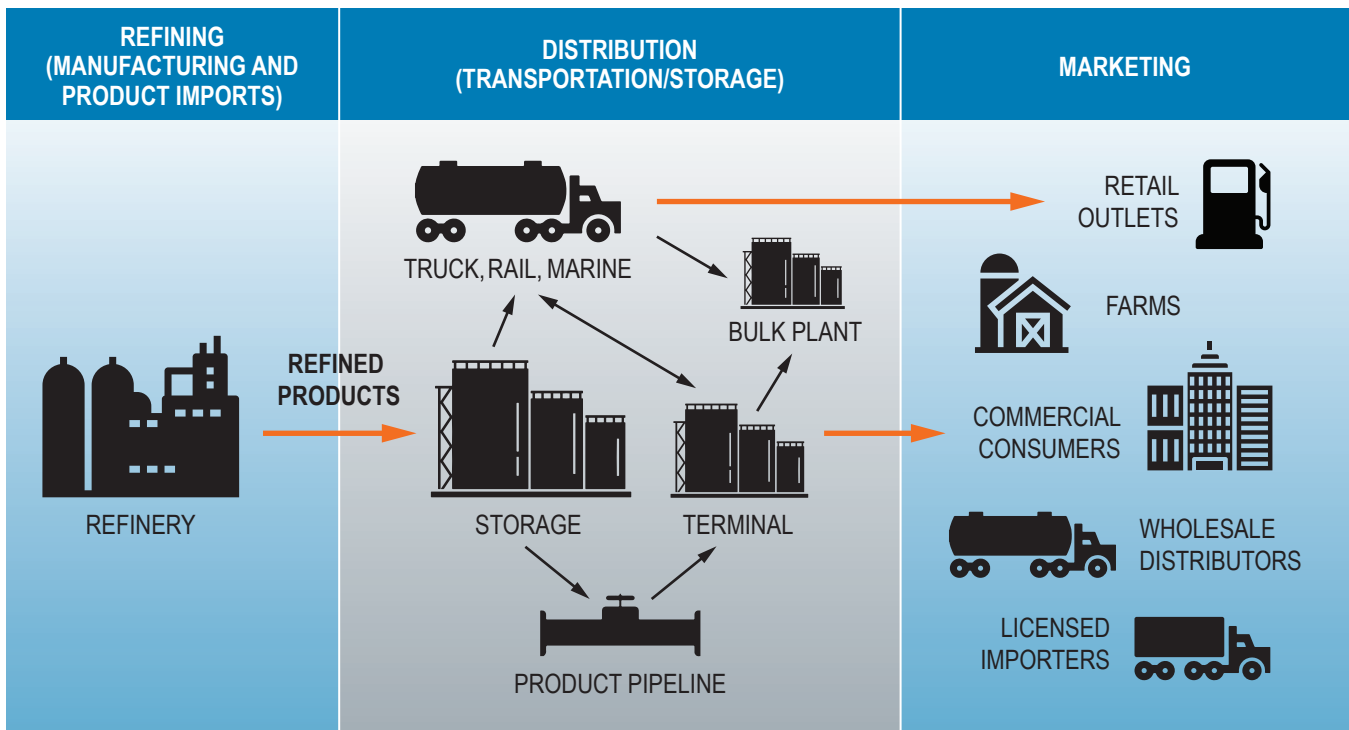 REFINING
(MANUFACTURING AND
PRODUCT IMPORTS)
DISTRIBUTION
(TRANSPORTATION/STORAGE)
MARKETING
REFINED
PRODUCTS
REFINERY
TRUCK, RAIL, MARINE
BULK PLANT
STORAGE
TERMINAL
PRODUCT PIPELINE
RETAIL
OUTLETS
FARMS
COMMERCIAL
CONSUMERS
WHOLESALE
DISTRIBUTORS
LICENSED
IMPORTERS